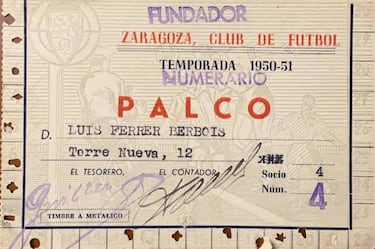 FUNDADOR
ZARAGOZA, CLUB DE FUTBOL
TEMPORADA 1950-51
NUMERARIO
PALCO
D. LUIS FERRER BERBOIS
Torre Nueva, 12
EL TESORERO, EL CONTADOR, Socio 4
Núm. 4
TIMBRE A METALICO